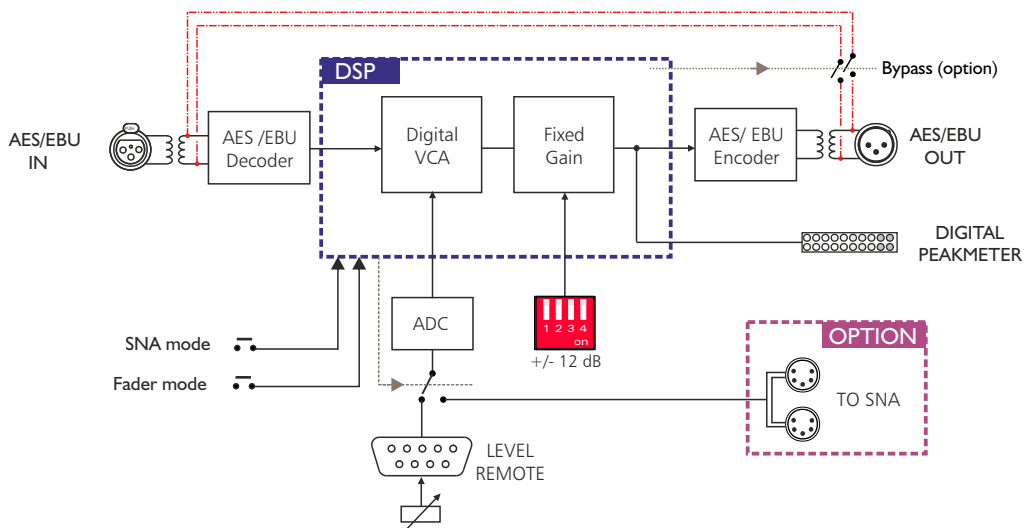 DSP
Bypass (option)
AES/EBU
IN
AES /EBU
Decoder
Digital
VCA
Fixed
Gain
AES/ EBU
Encoder
AES/EBU
OUT
DIGITAL
PEAKMETER
ADC
1 2 3 4
on
+/- 12 dB
SNA mode
Fader mode
OPTION
TO SNA
LEVEL
REMOTE